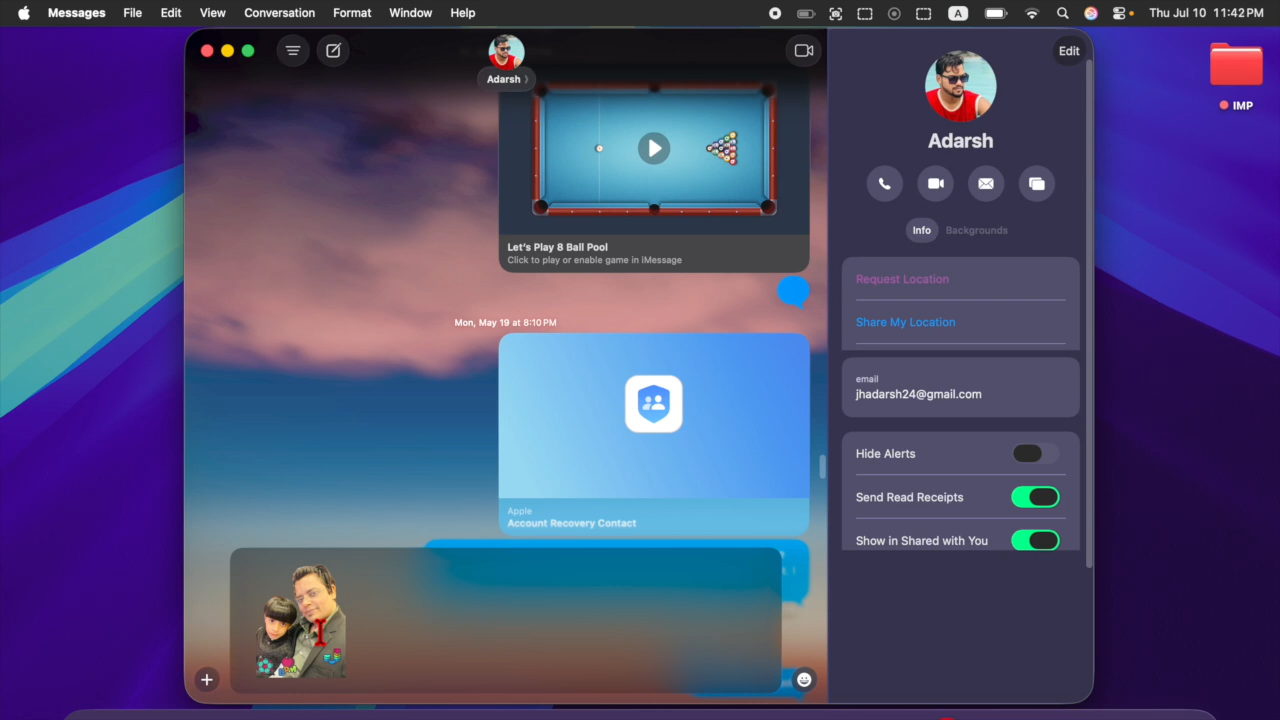 Messages File Edit View Conversation Format Window Help A Thu Jul 10 11:42 PM
Adarsh
Let's Play 8 Ball Pool
Click to play or enable game in iMessage
Mon, May 19 at 8:10 PM
Apple
Account Recovery Contact
Edit
Adarsh
Info Backgrounds
Request Location
Share My Location
email
jhadarsh24@gmail.com
Hide Alerts
Send Read Receipts
Show in Shared with You
IMP